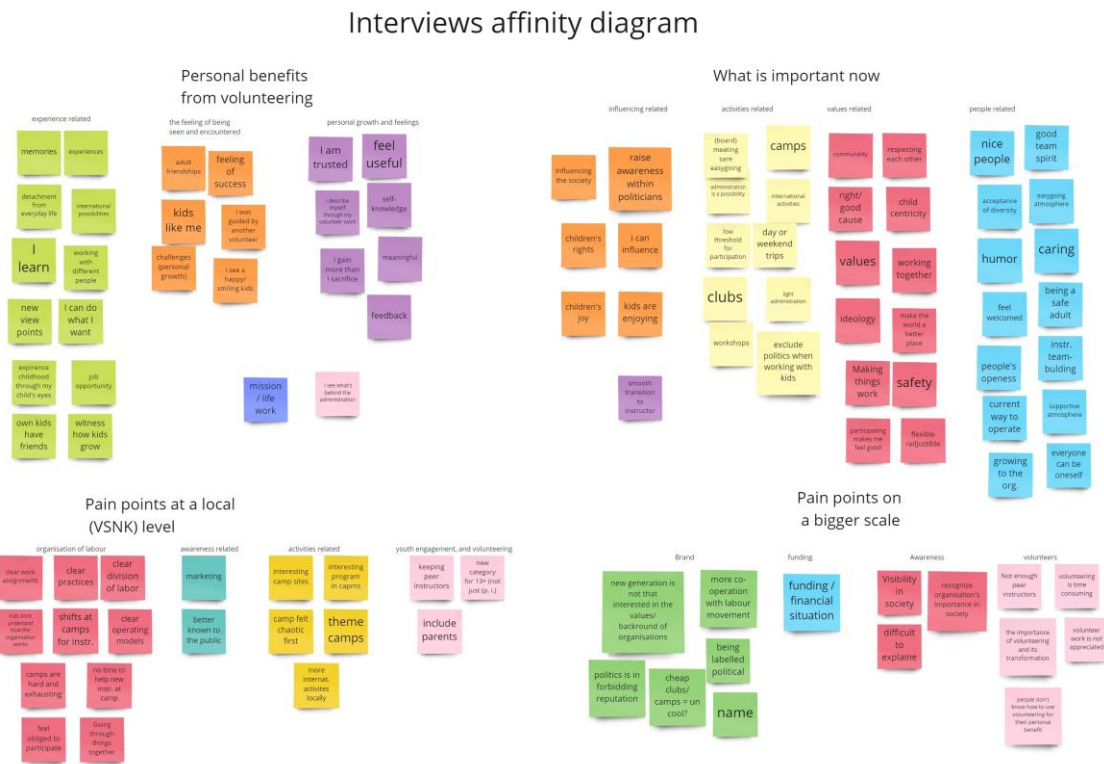 Interviews affinity diagram
Personal benefits
from volunteering
experience related
memories
experiences
detachment
from
everyday life
international
possibilities
I
learn
working
with
different
people
new
view
points
I can do
what I
want
expirence
childhood
through my
child's eyes
job
opportunity
own kids
have
friends
witness
how kids
grow
the feeling of being
seen and encountered
adult
friendships
feeling
of
success
kids
like me
I was
guided by
another
volunteer
challenges
(personal
growth)
I see a
happy/
smiling kids
personal growth and feelings
I am
trusted
feel
useful
I describe
myself
through my
volunteer work
self-
knowledge
I gain
more than
I sacrifice
meaningful
feedback
mission
/ life
work
I see what's
behind the
administration
What is important now
influencing related
influencing
the society
raise
awareness
within
politicians
children's
rights
i can
influence
children's
joy
kids are
enjoying
smooth
transition
to
instructor
activities related
(board)
meeting
sare
easygoing
camps
administration
is a possibility
international
activities
low
threshold
for
participation
day or
weekend
trips
clubs
light
administration
workshops
exclude
politics when
working with
kids
values related
communality
respecting
each other
right/
good
cause
child
centricity
values
working
together
ideology
make the
world a
better
place
Making
things
work
safety
participating
makes me
feel good
flexible
/adjustible
people related
nice
people
good
team
spirit
acceptance
of diversity
easygoing
atmosphere
humor
caring
feel
welcomed
being a
safe
adult
people's
openess
instr.
team-
bulding
current
way to
operate
supportive
atmosphere
growing
to the
org.
everyone
can be
oneself
Pain points at a local
(VSNK) level
organisation of labour
clear work
assignments
clear
practices
clear
division
of labor
kids dont
undertsnd
how the
organisation
works
shifts at
camps
for instr.
clear
operating
models
camps are
hard and
exhausting
no time to
help new
instr. at
camp
feel
obliged to
participate
Going
through
things
together
awareness related
marketing
better
known to
the public
activities related
interesting
camp sites
interesting
program
in capms
camp felt
chaotic
first
theme
camps
more
internat.
activites
locally
youth engagement, and volunteering
keeping
peer
instructors
new
category
for 13+ (not
just (p. i.)
include
parents
Pain points on
a bigger scale
Brand
new generation is
not that
interested in the
values/
backround of
organisations
more co-
operation
with labour
movement
being
labelled
political
politics is in
forbidding
reputation
cheap
clubs/
camps = un
cool?
name
funding
funding /
financial
situation
Awareness
Visibility
in
society
recognize
organisation's
importance in
society
difficult
to
explaine
volunteers
Not enough
peer
instructors
volunteering
is time
consuming
the importance
of volunteering
and its
transformation
volunteer
work is not
appreciated
people don't
know how to use
volunteering for
their personal
benefit